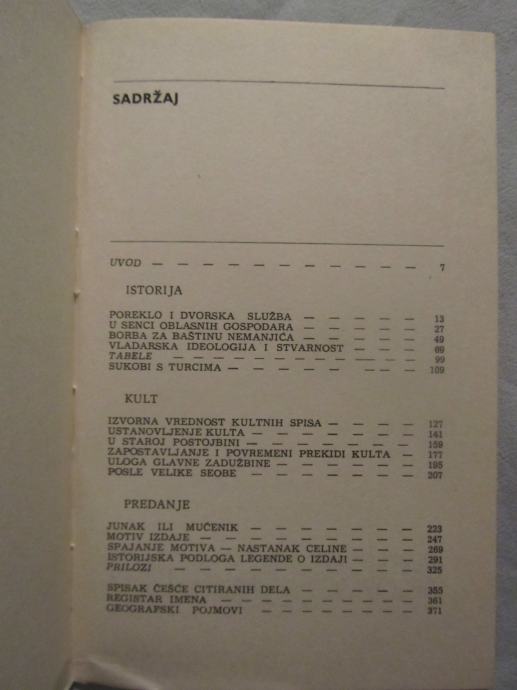 SADRŽAJ
UVOD — — — — — — — — — — — — 7
ISTORIJA
POREKLO I DVORSKA SLUŽBA — — — — — — 13
U SENCI OBLASNIH GOSPODARA — — — — — — 27
BORBA ZA BAŠTINU NEMANJIĆA — — — — — — 49
VLADARSKA IDEOLOGIJA I STVARNOST — — — — 69
TABELE — — — — — — — — — — — 99
SUKOBI S TURCIMA — — — — — — — — — 109
KULT
IZVORNA VREDNOST KULTNIH SPISA — — — — — 127
USTANOVLJENJE KULTA — — — — — — — 141
U STAROJ POSTOJBINI — — — — — — — — 159
ZAPOSTAVLJANJE I POVREMENI PREKIDI KULTA — — 177
ULOGA GLAVNE ZADUŽBINE — — — — — — 195
POSLE VELIKE SEOBE — — — — — — — — 207
PREDANJE
JUNAK ILI MUČENIK — — — — — — — — 223
MOTIV IZDAJE — — — — — — — — — — 247
SPAJANJE MOTIVA — NASTANAK CELINE — — — — 269
ISTORIJSKA PODLOGA LEGENDE O IZDAJI — — — — 291
PRILOZI — — — — — — — — — — — 325
SPISAK ČEŠĆE CITIRANIH DELA — — — — — — 355
REGISTAR IMENA — — — — — — — — — 361
GEOGRAFSKI POJMOVI — — — — — — — — 371